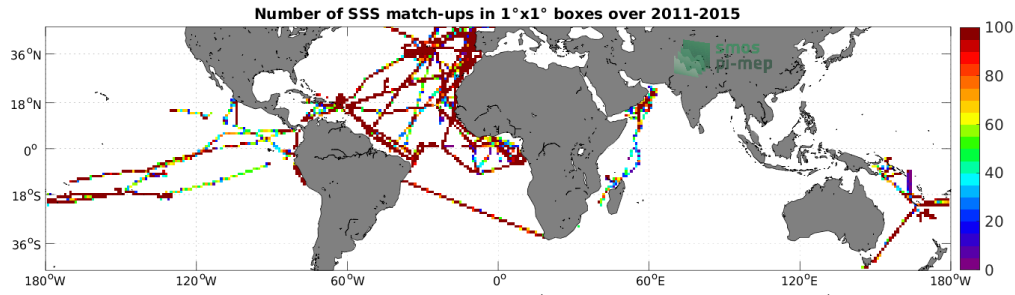 Number of SSS match-ups in 1°x1° boxes over 2011-2015
36°N
18°N
0°
18°S
36°S
180°W
120°W
60°W
0°
60°E
120°E
180°W
smos
pi-mep
100
80
60
40
20
0